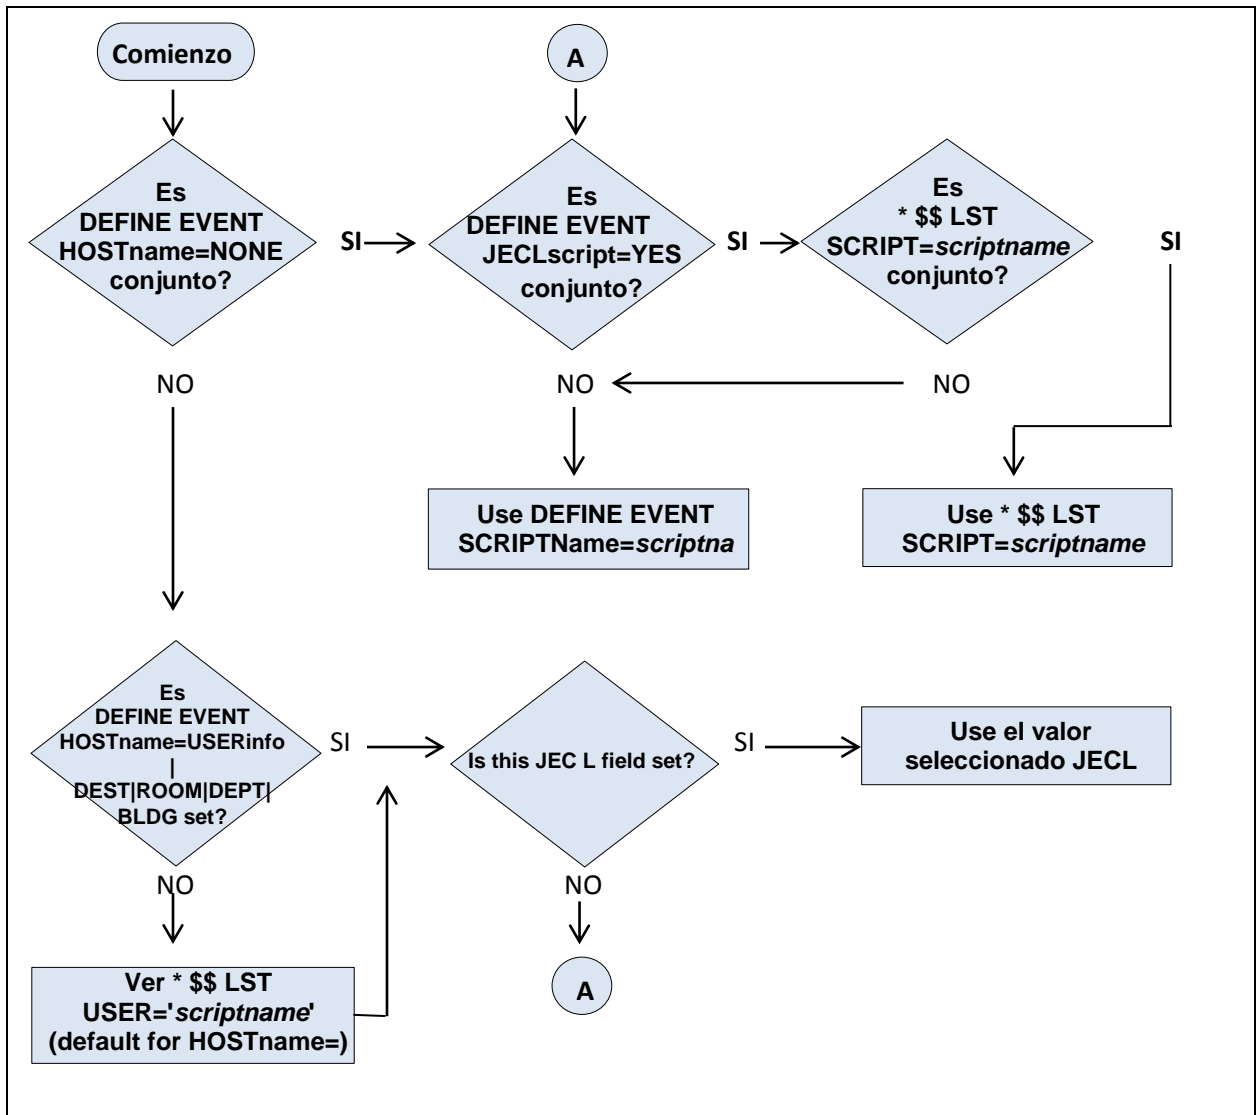 Comienzo
A
Es
DEFINE EVENT
HOSTname=NONE
conjunto?
SI
Es
DEFINE EVENT
JECLscript=YES
conjunto?
SI
Es
* $$ LST
SCRIPT=scriptname
conjunto?
SI
NO
NO
NO
Use DEFINE EVENT
SCRIPTName=scriptna
Use * $$ LST
SCRIPT=scriptname
Es
DEFINE EVENT
HOSTname=USERinfo
|
DEST|ROOM|DEPT|
BLDG set?
SI
Is this JEC L field set?
SI
Use el valor
seleccionado JECL
NO
NO
Ver * $$ LST
USER='scriptname'
(default for HOSTname=)
A